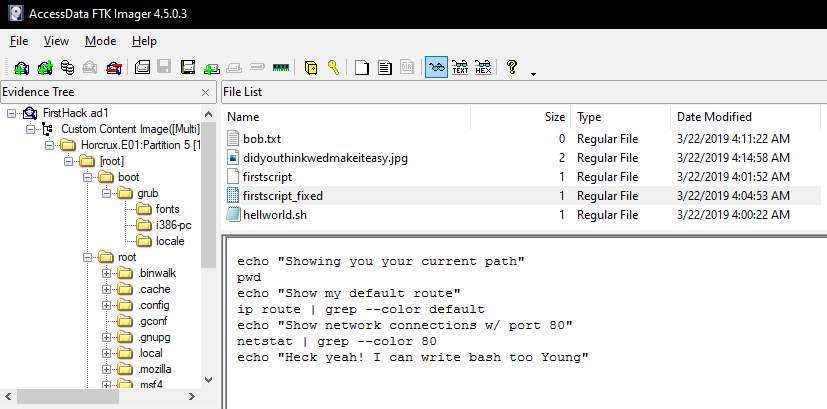 AccessData FTK Imager 4.5.0.3
File View Mode Help
Evidence Tree
FirstHack.ad1
Custom Content Image([Multi]
Horcrux.E01:Partition 5 [1
[root]
boot
grub
fonts
i386-pc
locale
root
.binwalk
.cache
.config
.gconf
.gnupg
.local
.mozilla
.msf4
File List
Name Size Type Date Modified
bob.txt 0 Regular File 3/22/2019 4:11:22 AM
didyouthinkwedmakeiteasy.jpg 2 Regular File 3/22/2019 4:14:58 AM
firstscript 1 Regular File 3/22/2019 4:01:52 AM
firstscript_fixed 1 Regular File 3/22/2019 4:04:53 AM
hellworld.sh 1 Regular File 3/22/2019 4:00:22 AM
echo "Showing you your current path"
pwd
echo "Show my default route"
ip route | grep --color default
echo "Show network connections w/ port 80"
netstat | grep --color 80
echo "Heck yeah! I can write bash too Young"